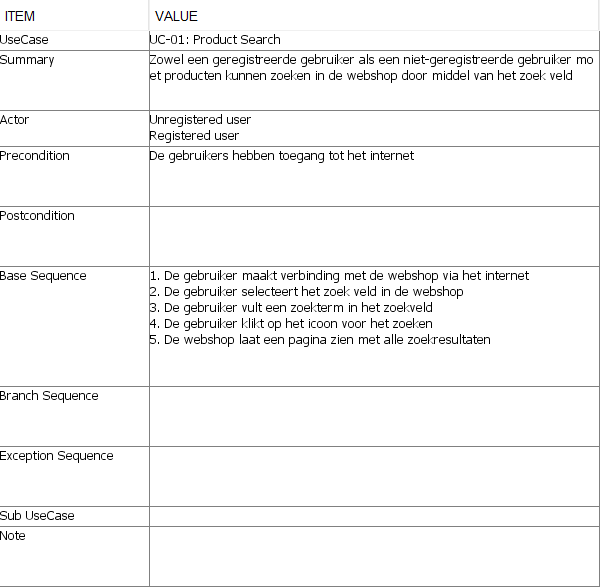 ITEM VALUE
UseCase UC-01: Product Search
Summary Zowel een geregistreerde gebruiker als een niet-geregistreerde gebruiker mo
et producten kunnen zoeken in de webshop door middel van het zoek veld
Actor Unregistered user
Registered user
Precondition De gebruikers hebben toegang tot het internet
Postcondition
Base Sequence 1. De gebruiker maakt verbinding met de webshop via het internet
2. De gebruiker selecteert het zoek veld in de webshop
3. De gebruiker vult een zoekterm in het zoekveld
4. De gebruiker klikt op het icoon voor het zoeken
5. De webshop laat een pagina zien met alle zoekresultaten
Branch Sequence
Exception Sequence
Sub UseCase
Note